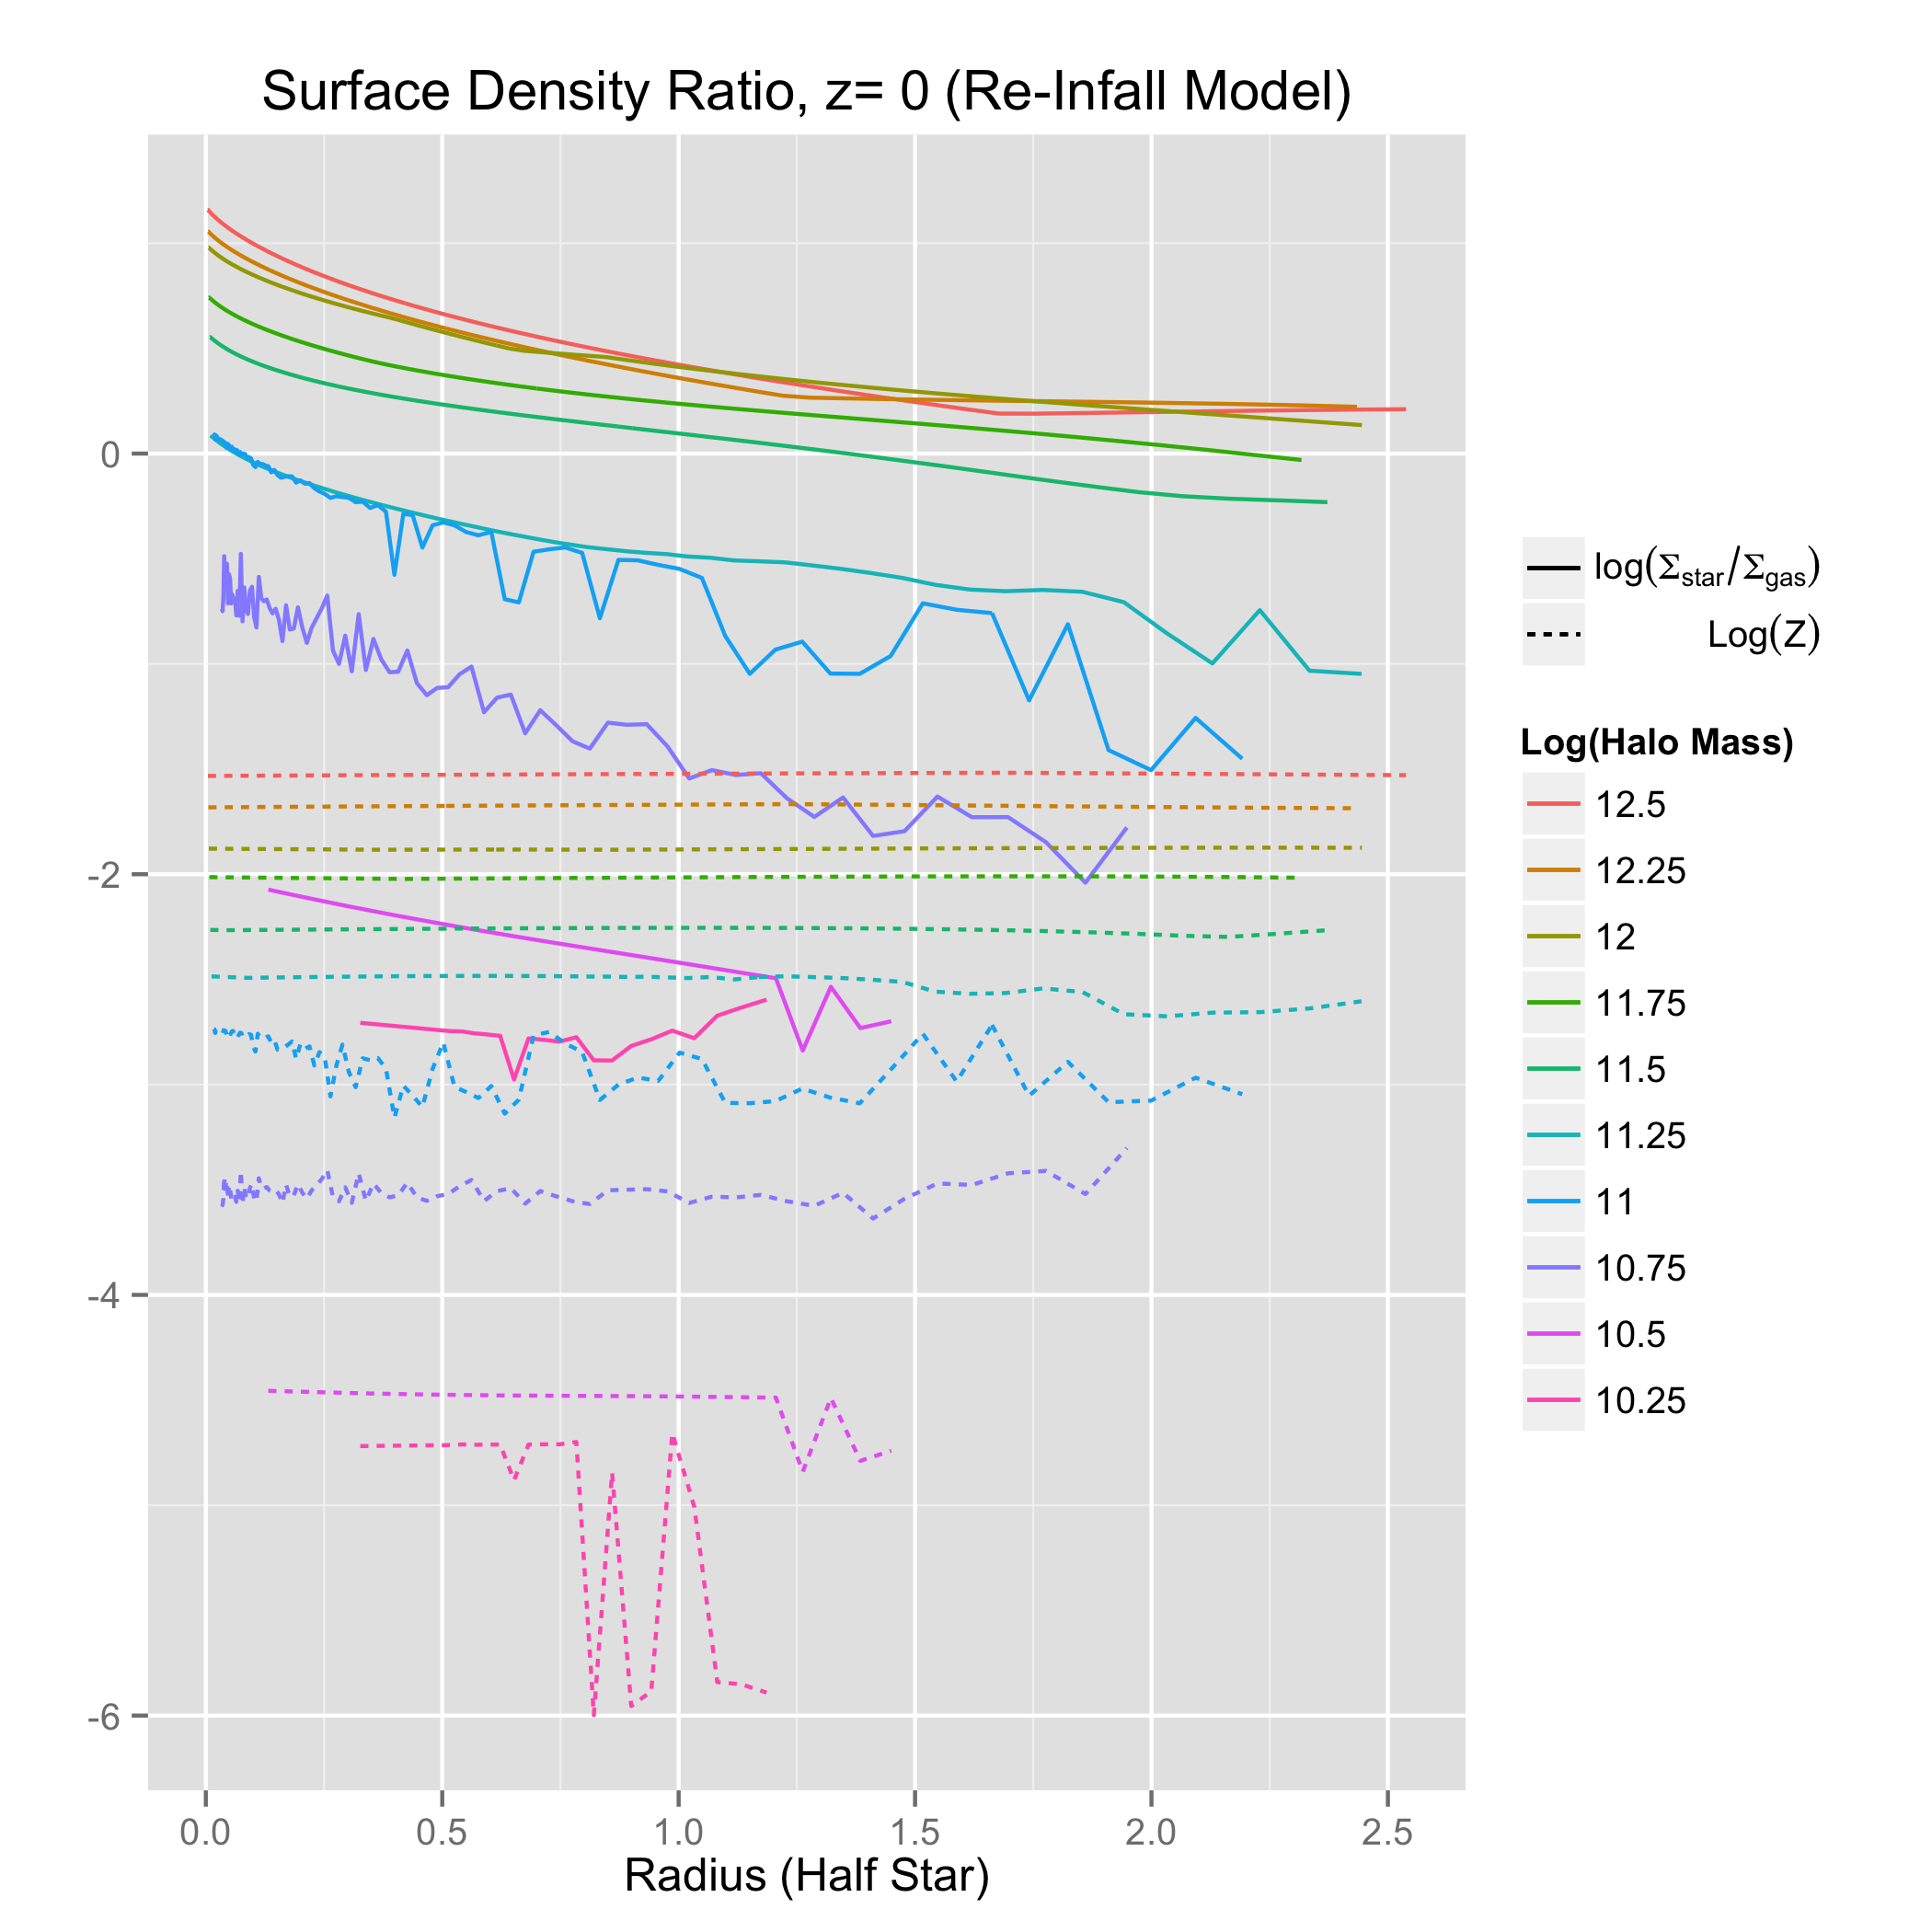 Surface Density Ratio, z= 0 (Re-Infall Model)
0
-2
-4
-6
0.0 0.5 1.0 1.5 2.0 2.5
Radius (Half Star)
log(Σstar/Σgas)
Log(Z)
Log(Halo Mass)
12.5
12.25
12
11.75
11.5
11.25
11
10.75
10.5
10.25